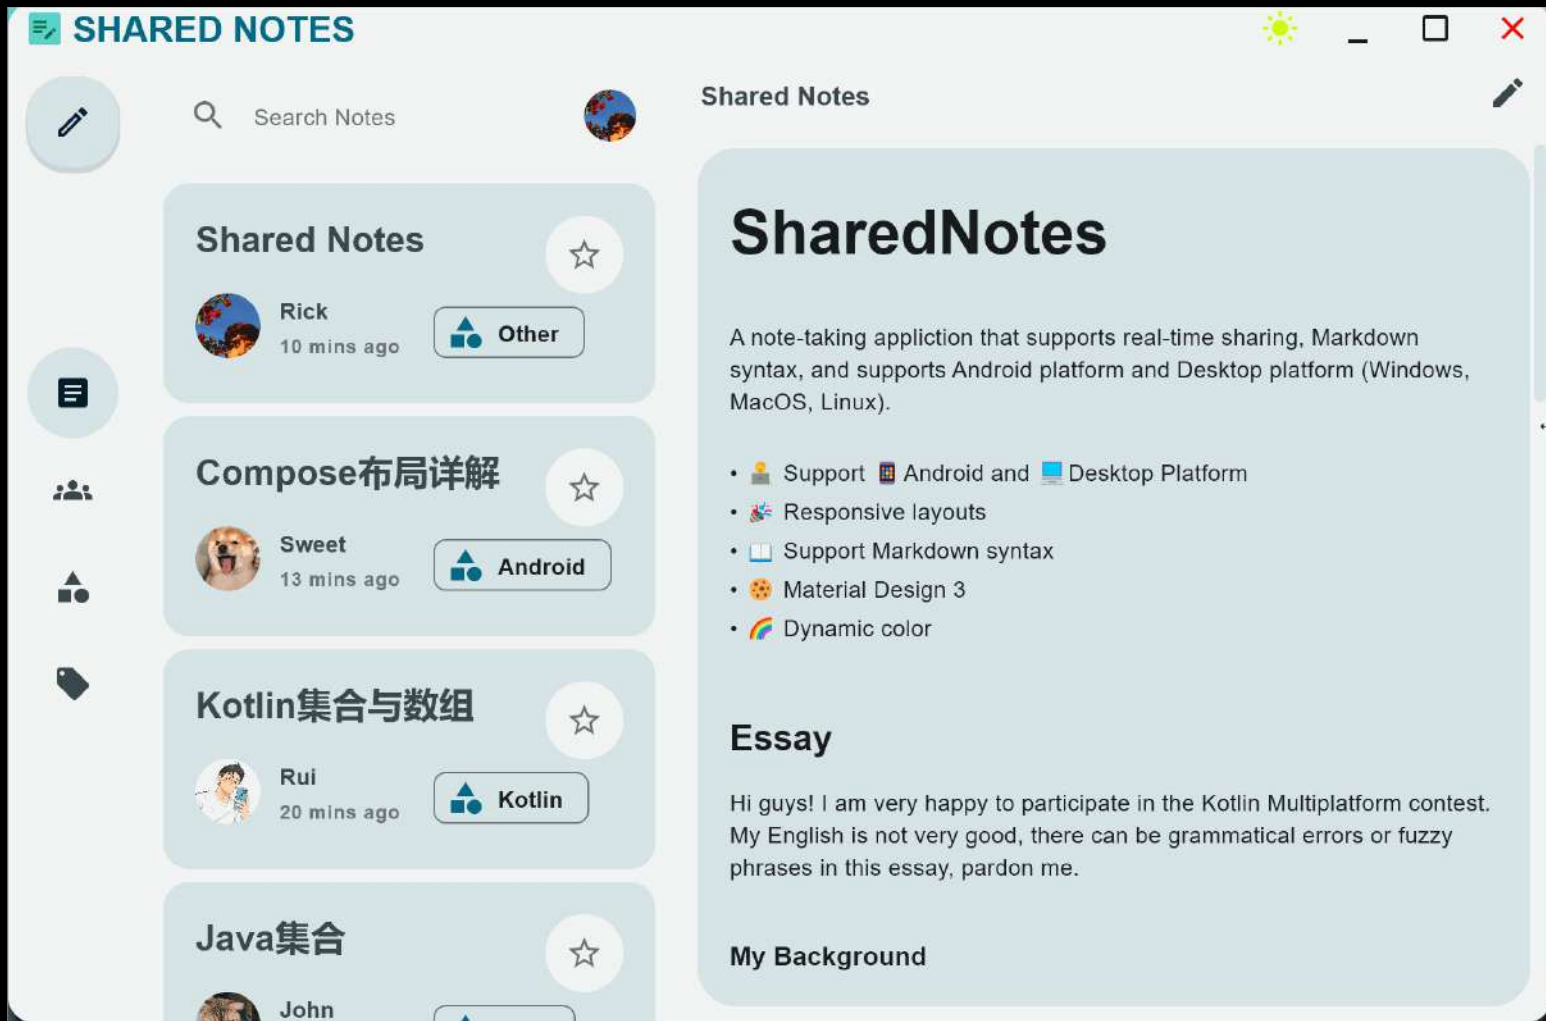 SHARED NOTES
Search Notes
Shared Notes
Rick
10 mins ago
Other
Compose布局详解
Sweet
13 mins ago
Android
Kotlin集合与数组
Rui
20 mins ago
Kotlin
Java集合
John
Shared Notes
SharedNotes
A note-taking appliction that supports real-time sharing, Markdown
syntax, and supports Android platform and Desktop platform (Windows,
MacOS, Linux).
• Support Android and Desktop Platform
• Responsive layouts
• Support Markdown syntax
• Material Design 3
• Dynamic color
Essay
Hi guys! I am very happy to participate in the Kotlin Multiplatform contest.
My English is not very good, there can be grammatical errors or fuzzy
phrases in this essay, pardon me.
My Background